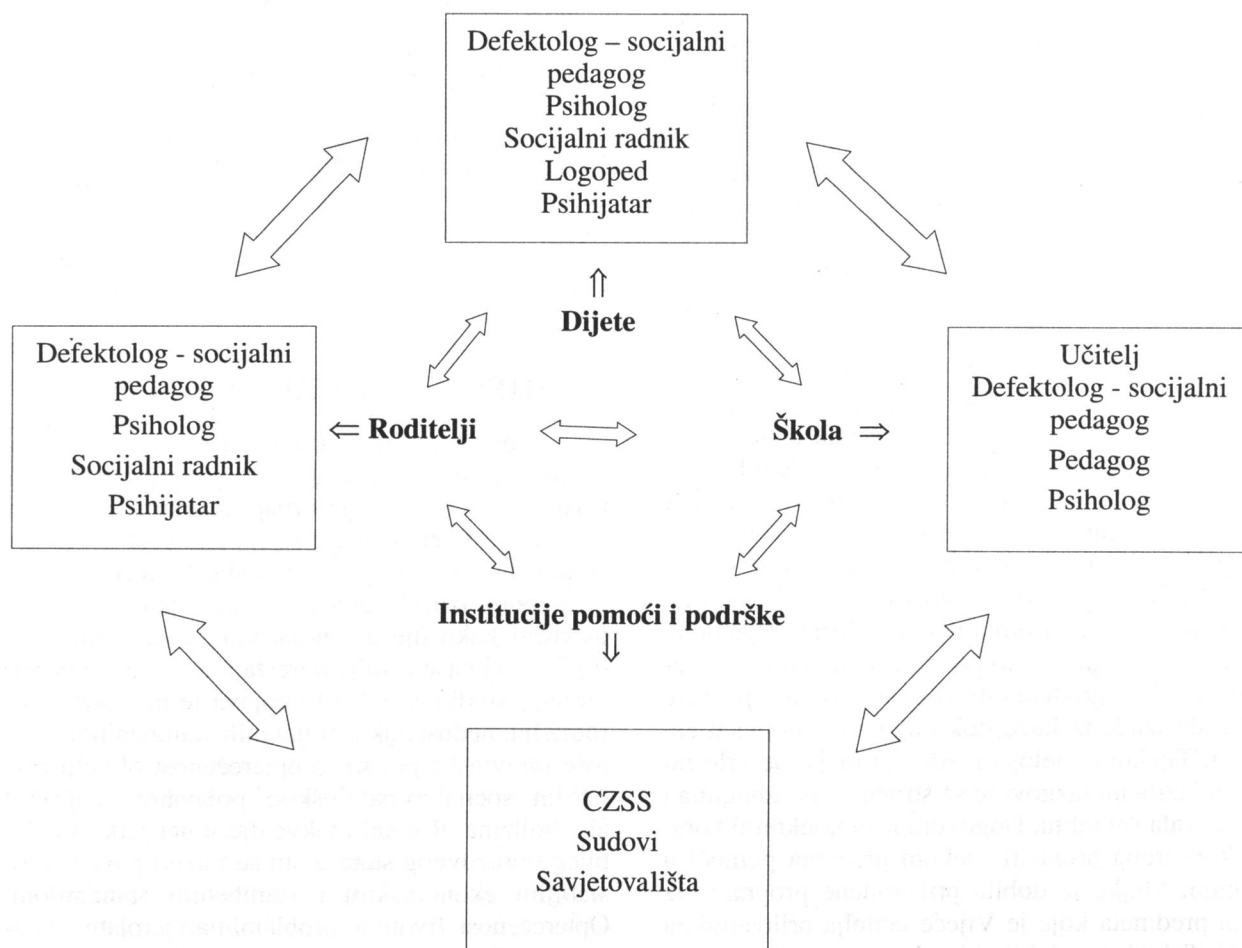 Defektolog – socijalni
pedagog
Psiholog
Socijalni radnik
Logoped
Psihijatar
⇑
Dijete
Defektolog - socijalni
pedagog
Psiholog
Socijalni radnik
Psihijatar
⇐ Roditelji
Škola ⇒
Učitelj
Defektolog - socijalni
pedagog
Pedagog
Psiholog
Institucije pomoći i podrške
⇓
CZSS
Sudovi
Savjetovališta